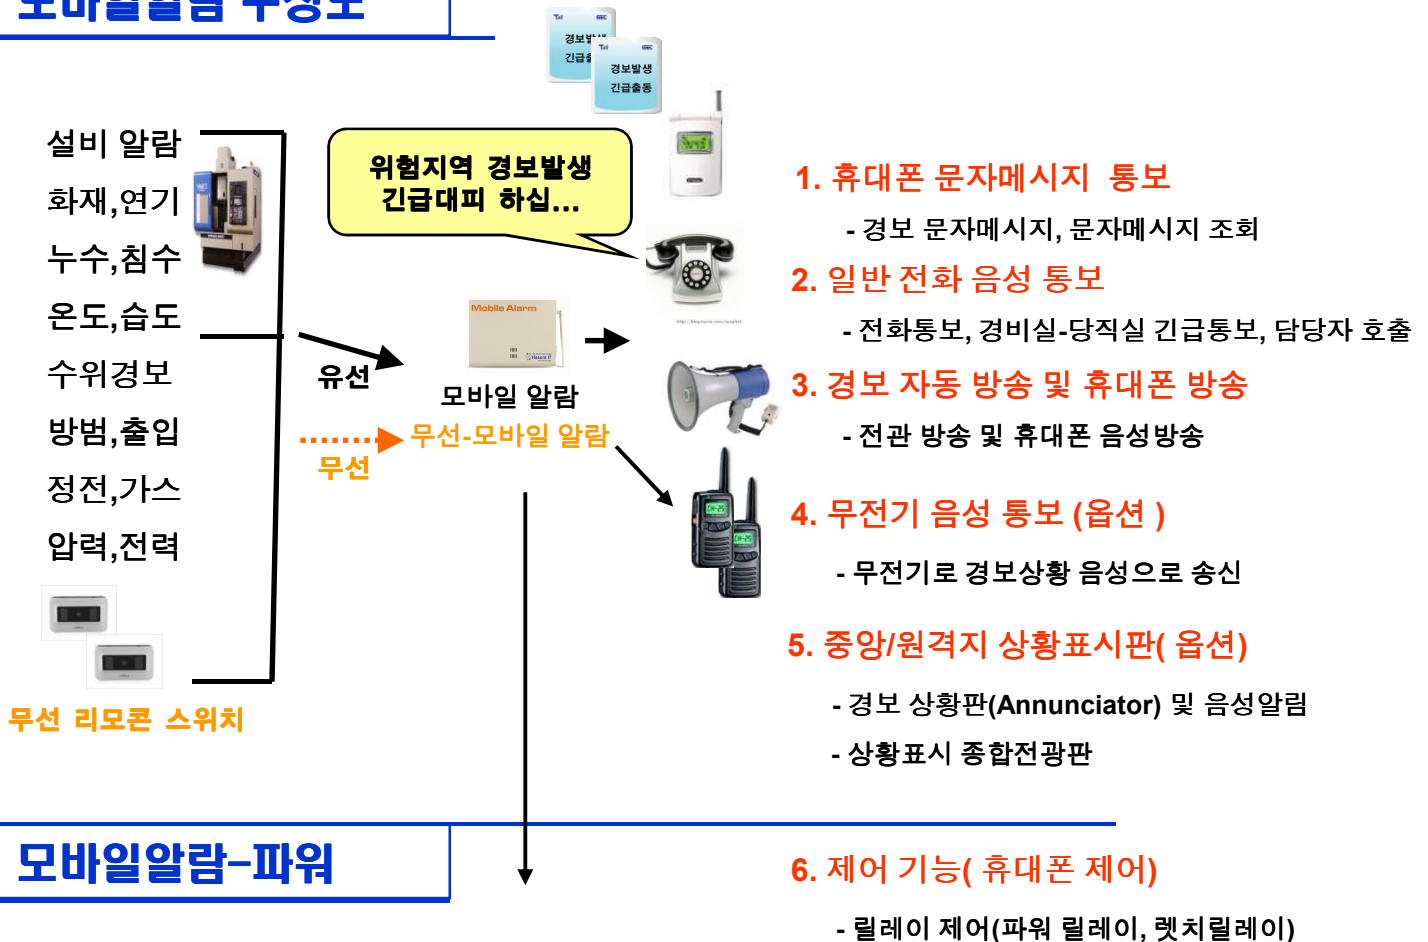 모바일알람 구성도
경보발생
긴급출
경보발생
긴급출동
설비 알람
화재,연기
누수,침수
온도,습도
수위경보
방범,출입
정전,가스
압력,전력
무선 리모콘 스위치
위험지역 경보발생
긴급대피 하십...
유선
무선
Mobile Alarm
모바일 알람
무선-모바일 알람
1. 휴대폰 문자메시지 통보
- 경보 문자메시지, 문자메시지 조회
2. 일반 전화 음성 통보
- 전화통보, 경비실-당직실 긴급통보, 담당자 호출
3. 경보 자동 방송 및 휴대폰 방송
- 전관 방송 및 휴대폰 음성방송
4. 무전기 음성 통보 (옵션 )
- 무전기로 경보상황 음성으로 송신
5. 중앙/원격지 상황표시판( 옵션)
- 경보 상황판(Annunciator) 및 음성알림
- 상황표시 종합전광판
모바일알람-파워
6. 제어 기능( 휴대폰 제어)
- 릴레이 제어(파워 릴레이, 렛치릴레이)